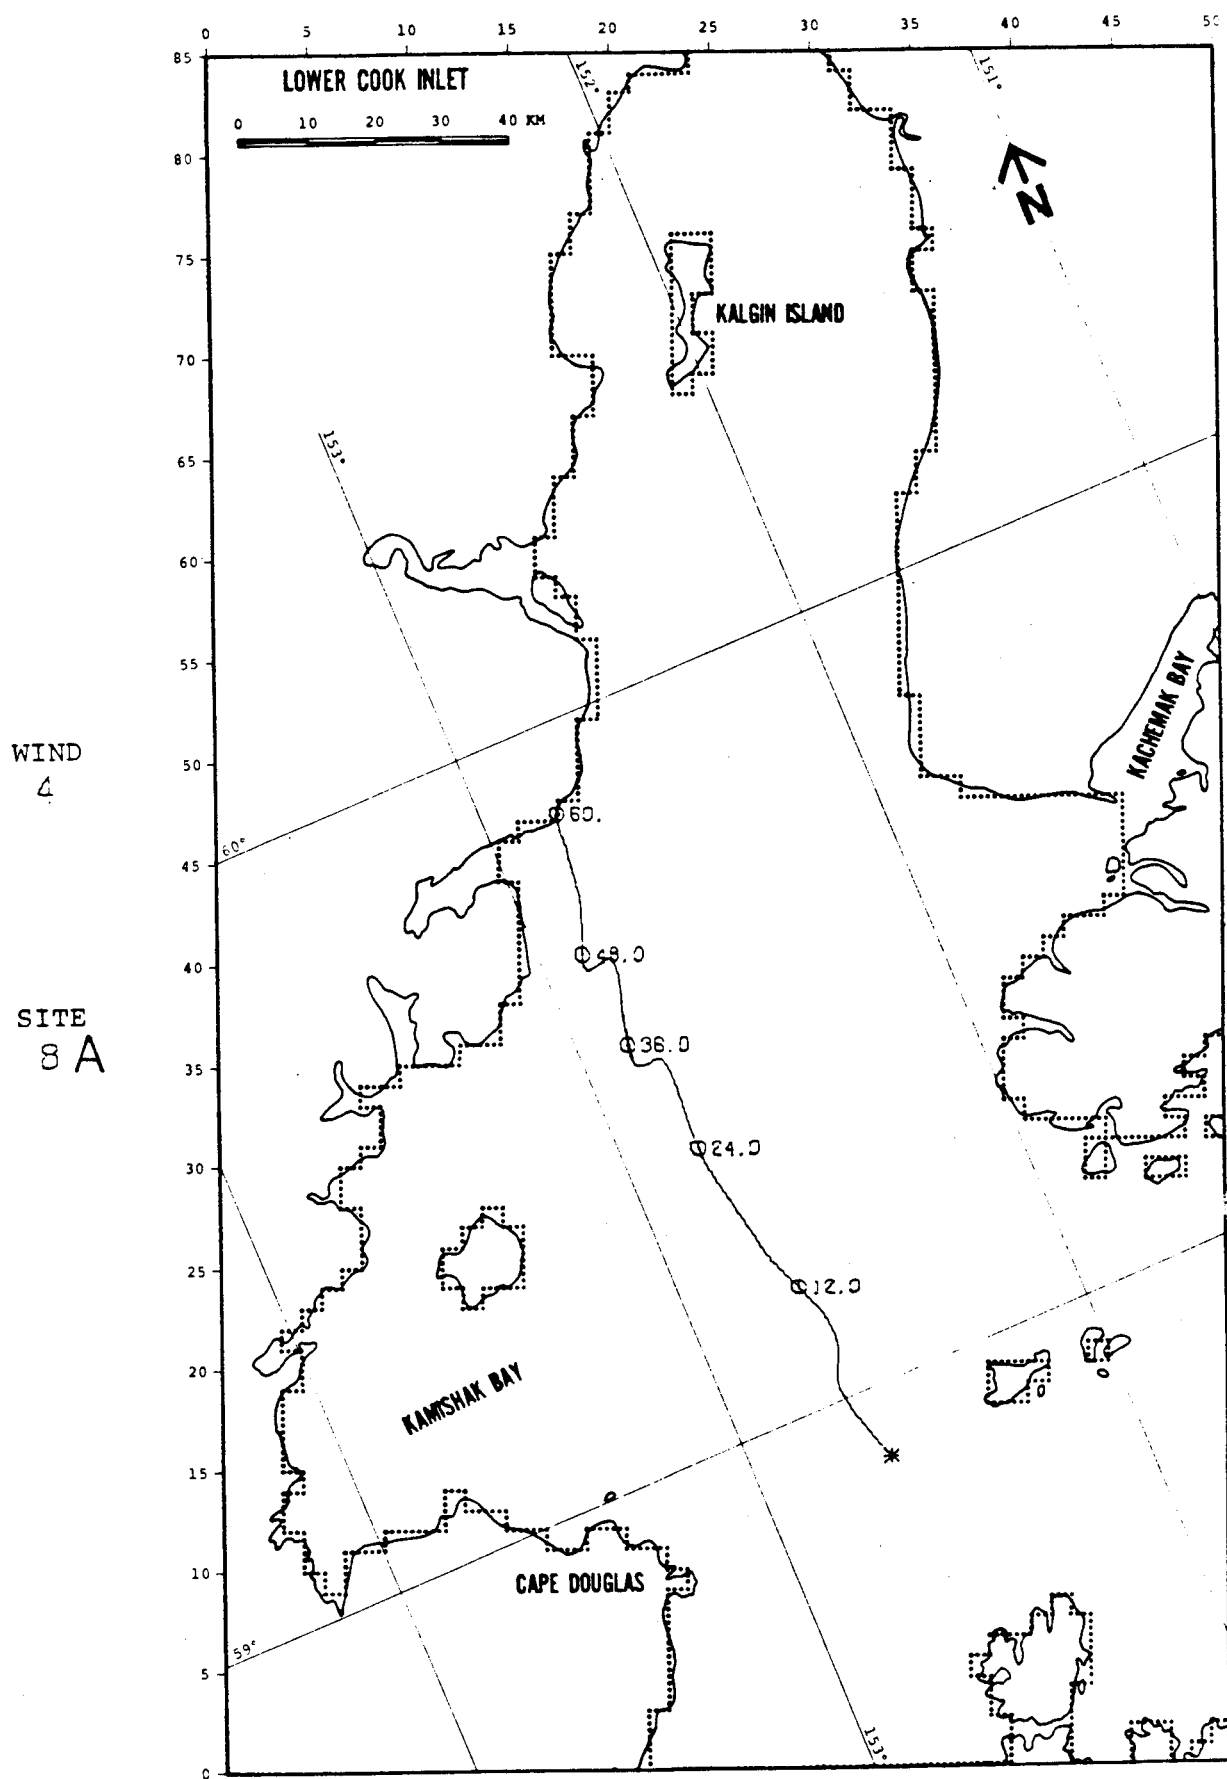 0 5 10 15 20 25 30 35 40 45 50
85
80
75
70
65
60
55
50
45
40
35
30
25
20
15
10
5
0
LOWER COOK INLET
0 10 20 30 40 KM
152°
151°
N
KALGIN ISLAND
153°
KACHEMAK BAY
WIND
4
60°
60.
48.0
SITE
8 A
36.0
24.0
12.0
KAMISHAK BAY
CAPE DOUGLAS
59°
153°